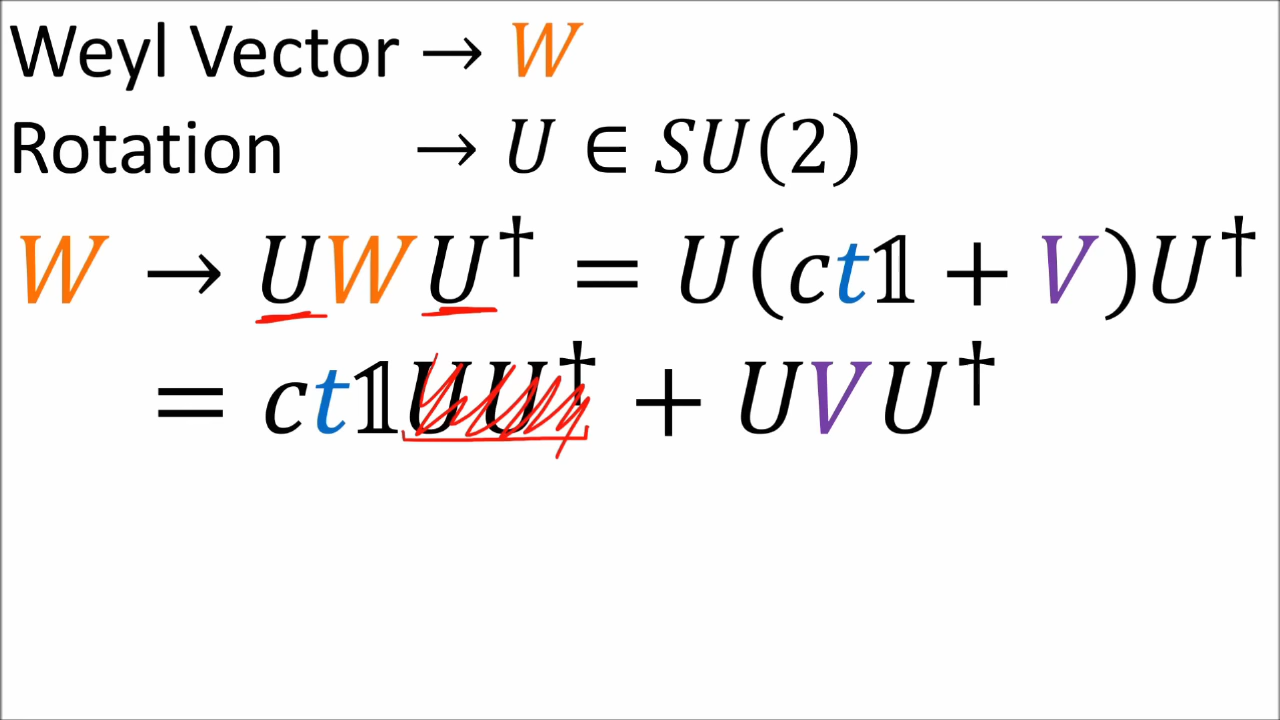 Weyl Vector → W
Rotation → U ∈ SU(2)
W → UWU† = U(ct𝟙 + V)U†
= ct𝟙UU† + UVU†